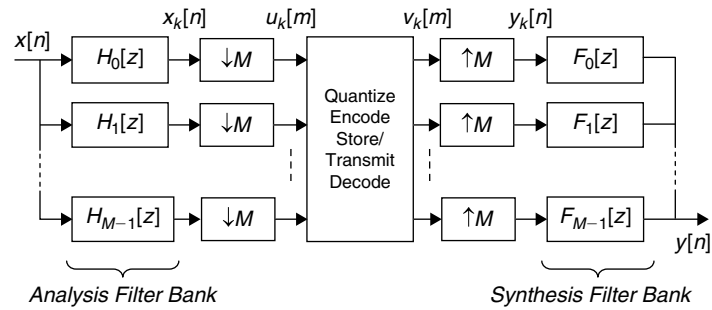 x[n]
x_k[n]
u_k[m]
v_k[m]
y_k[n]
H_0[z]
↓M
↑M
F_0[z]
H_1[z]
↓M
Quantize
Encode
Store/
Transmit
Decode
↑M
F_1[z]
H_{M−1}[z]
↓M
↑M
F_{M−1}[z]
y[n]
Analysis Filter Bank
Synthesis Filter Bank